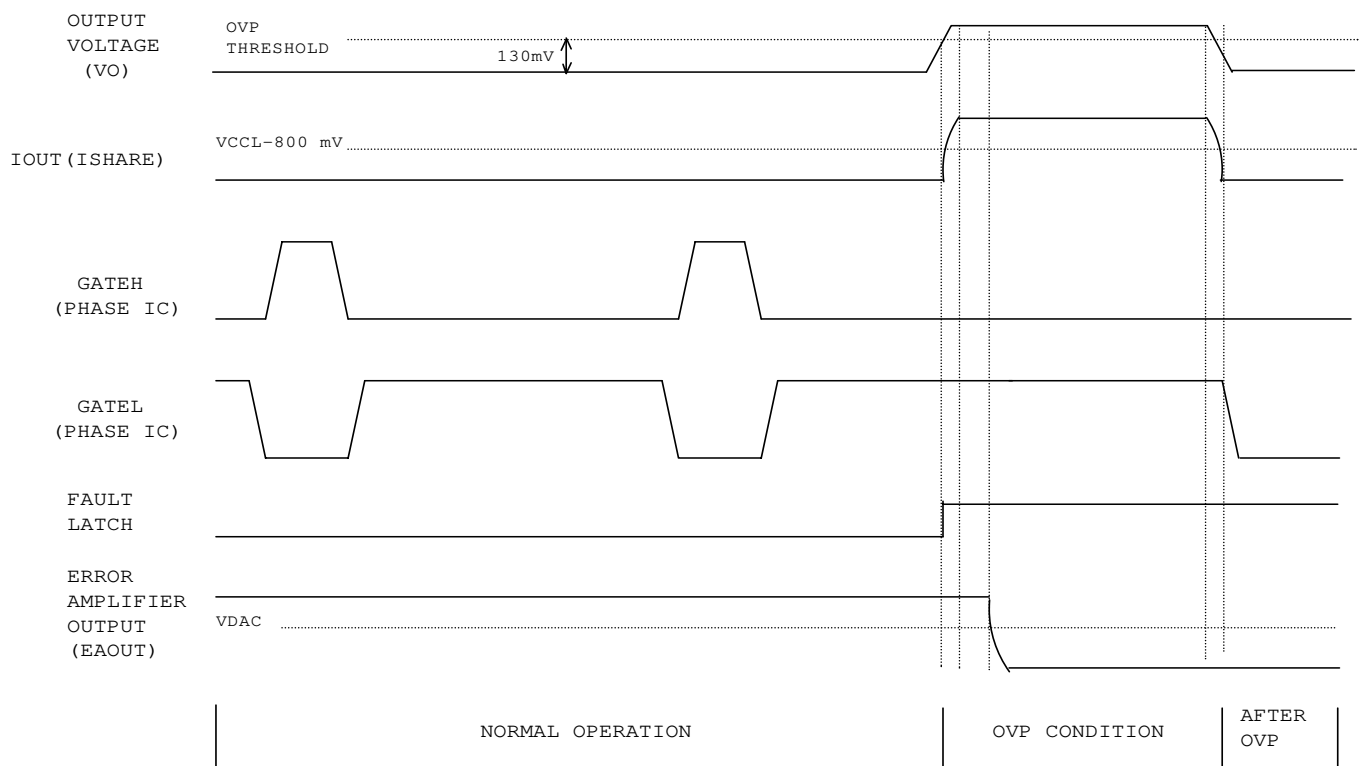 OUTPUT
VOLTAGE
(VO)
OVP
THRESHOLD
130mV
IOUT(ISHARE)
VCCL-800 mV
GATEH
(PHASE IC)
GATEL
(PHASE IC)
FAULT
LATCH
ERROR
AMPLIFIER
OUTPUT
(EAOUT)
VDAC
NORMAL OPERATION
OVP CONDITION
AFTER
OVP